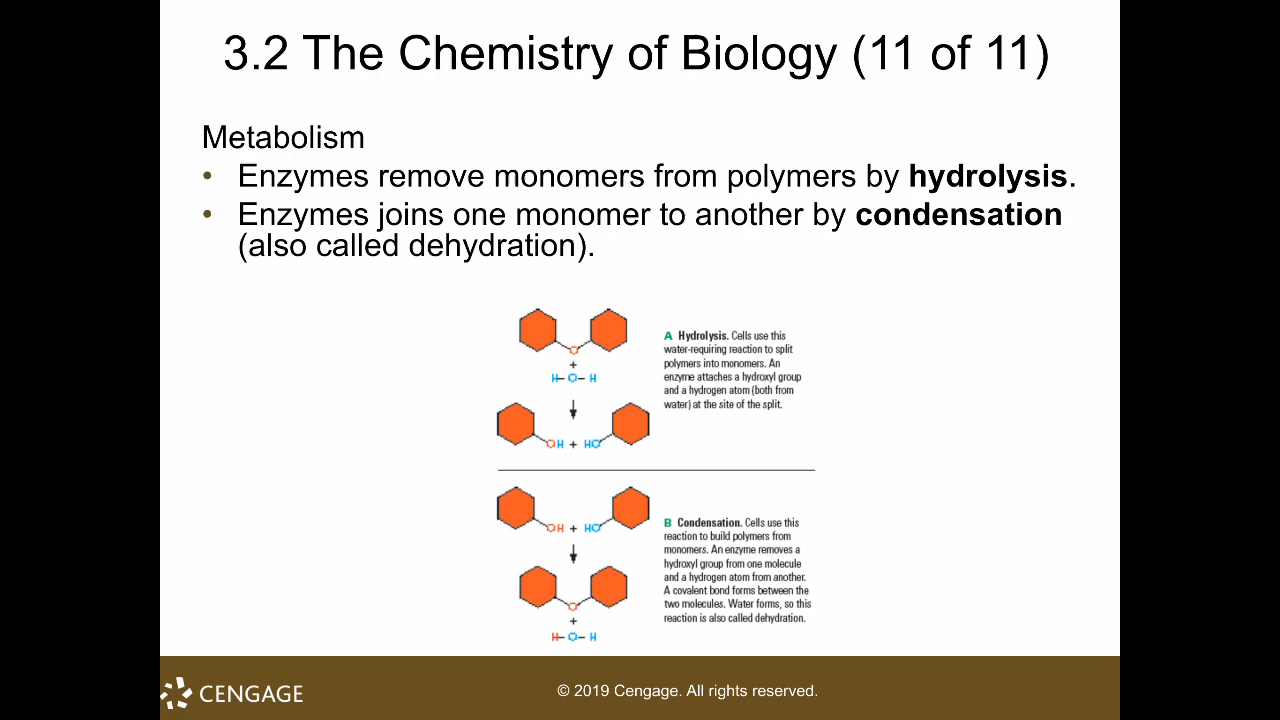 3.2 The Chemistry of Biology (11 of 11)
Metabolism
• Enzymes remove monomers from polymers by hydrolysis.
• Enzymes joins one monomer to another by condensation
(also called dehydration).
O
+
H–O–H
OH + HO
A Hydrolysis. Cells use this
water-requiring reaction to split
polymers into monomers. An
enzyme attaches a hydroxyl group
and a hydrogen atom (both from
water) at the site of the split.
OH + HO
O
+
H–O–H
B Condensation. Cells use this
reaction to build polymers from
monomers. An enzyme removes a
hydroxyl group from one molecule
and a hydrogen atom from another.
A covalent bond forms between the
two molecules. Water forms, so this
reaction is also called dehydration.
CENGAGE
© 2019 Cengage. All rights reserved.